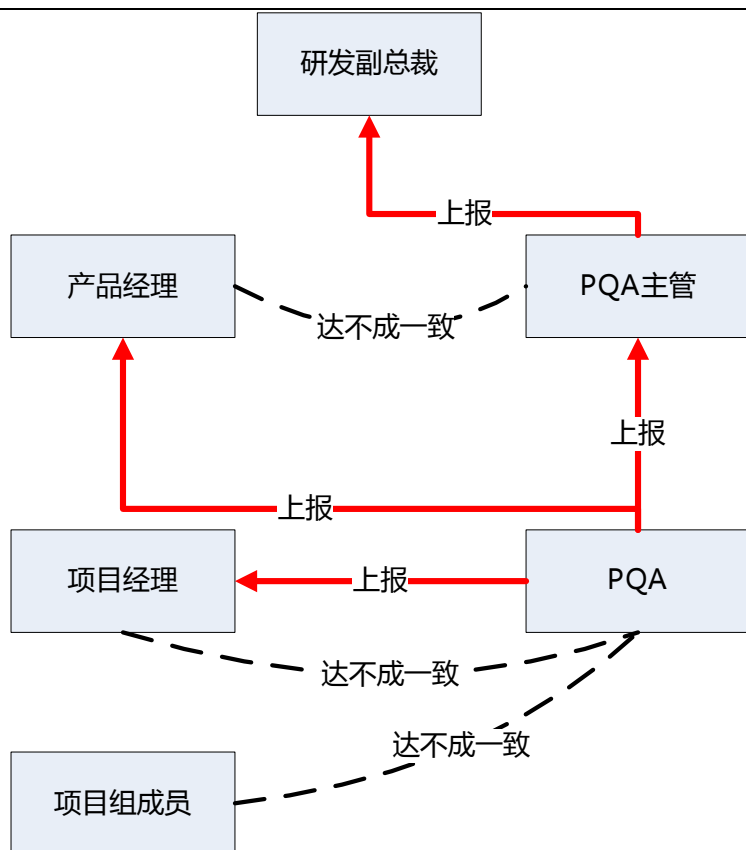 研发副总裁
上报
产品经理
PQA主管
达不成一致
上报
上报
项目经理
上报
PQA
达不成一致
达不成一致
项目组成员